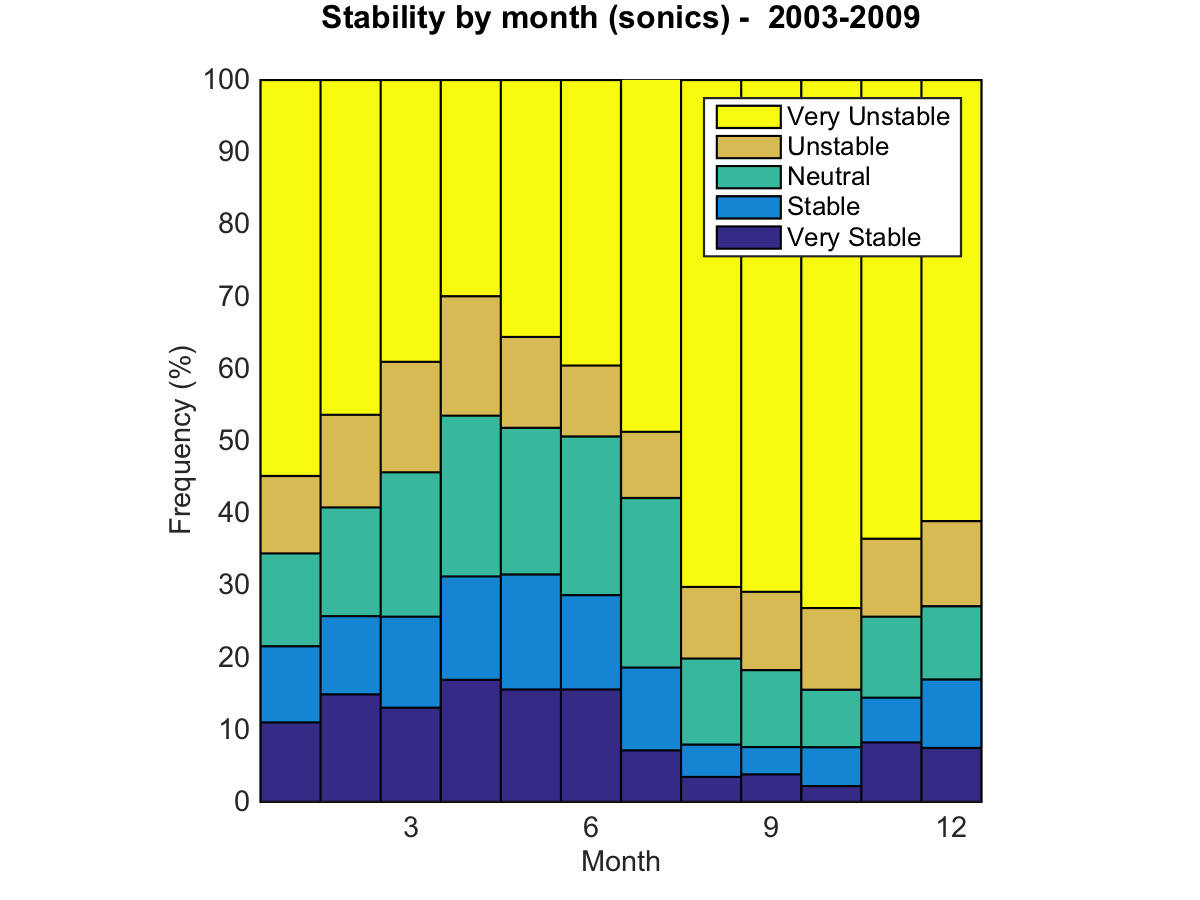 Stability by month (sonics) -  2003-2009
100
90
80
70
60
50
40
30
20
10
0
Frequency (%)
Very Unstable
Unstable
Neutral
Stable
Very Stable
3 6 9 12
Month